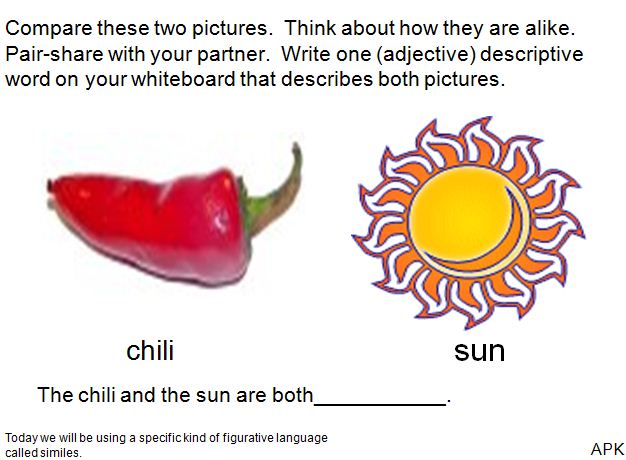 Compare these two pictures.  Think about how they are alike.
Pair-share with your partner.  Write one (adjective) descriptive
word on your whiteboard that describes both pictures.
chili
sun
The chili and the sun are both____________.
Today we will be using a specific kind of figurative language
called similes.
APK